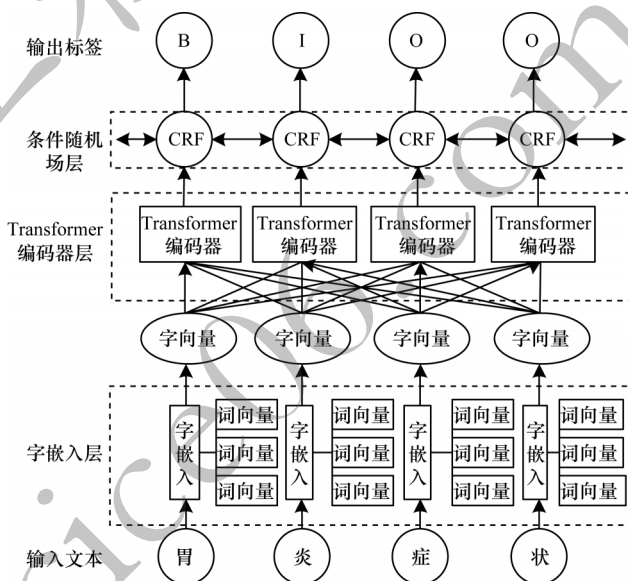 输出标签
B I O O
条件随机
场层
CRF CRF CRF CRF
Transformer
编码器层
Transformer Transformer Transformer Transformer
编码器 编码器 编码器 编码器
字向量 字向量 字向量 字向量
字嵌入层
字嵌入 词向量 词向量 词向量
字嵌入 词向量 词向量 词向量
字嵌入 词向量 词向量 词向量
字嵌入 词向量 词向量 词向量
输入文本
胃 炎 症 状